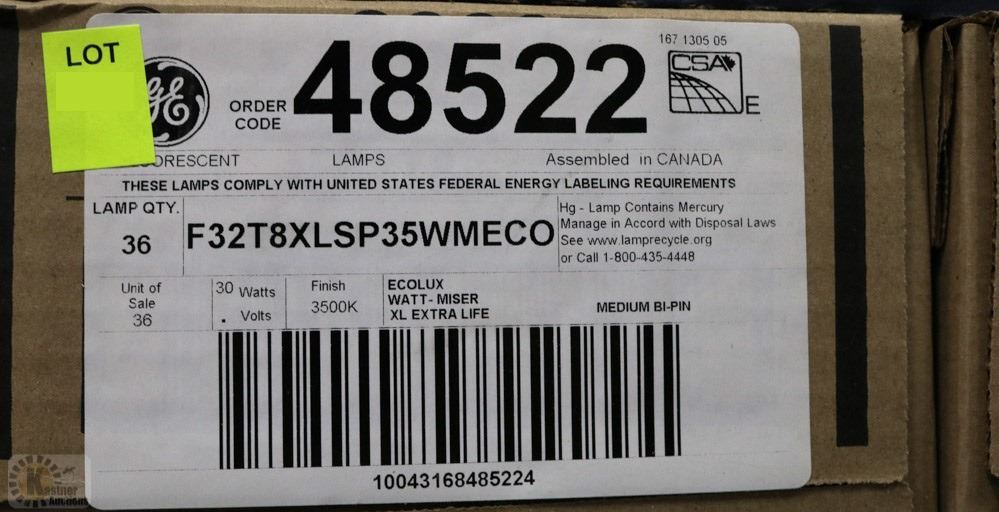 LOT
GE
ORDER CODE
48522
167 1305 05
CSA
E
LAMPS
Assembled in CANADA
THESE LAMPS COMPLY WITH UNITED STATES FEDERAL ENERGY LABELING REQUIREMENTS
LAMP QTY.
36
F32T8XLSP35WMECO
Hg - Lamp Contains Mercury
Manage in Accord with Disposal Laws
See www.lamprecycle.org
or Call 1-800-435-4448
Unit of
Sale
36
30 Watts
. Volts
Finish
3500K
ECOLUX
WATT-MISER
XL EXTRA LIFE
MEDIUM BI-PIN
10043168485224
Kastner
Auctions